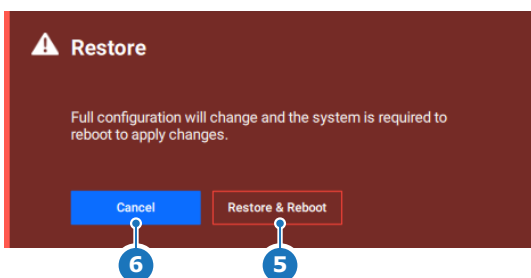 Restore
Full configuration will change and the system is required to
reboot to apply changes.
Cancel
Restore & Reboot
6
5